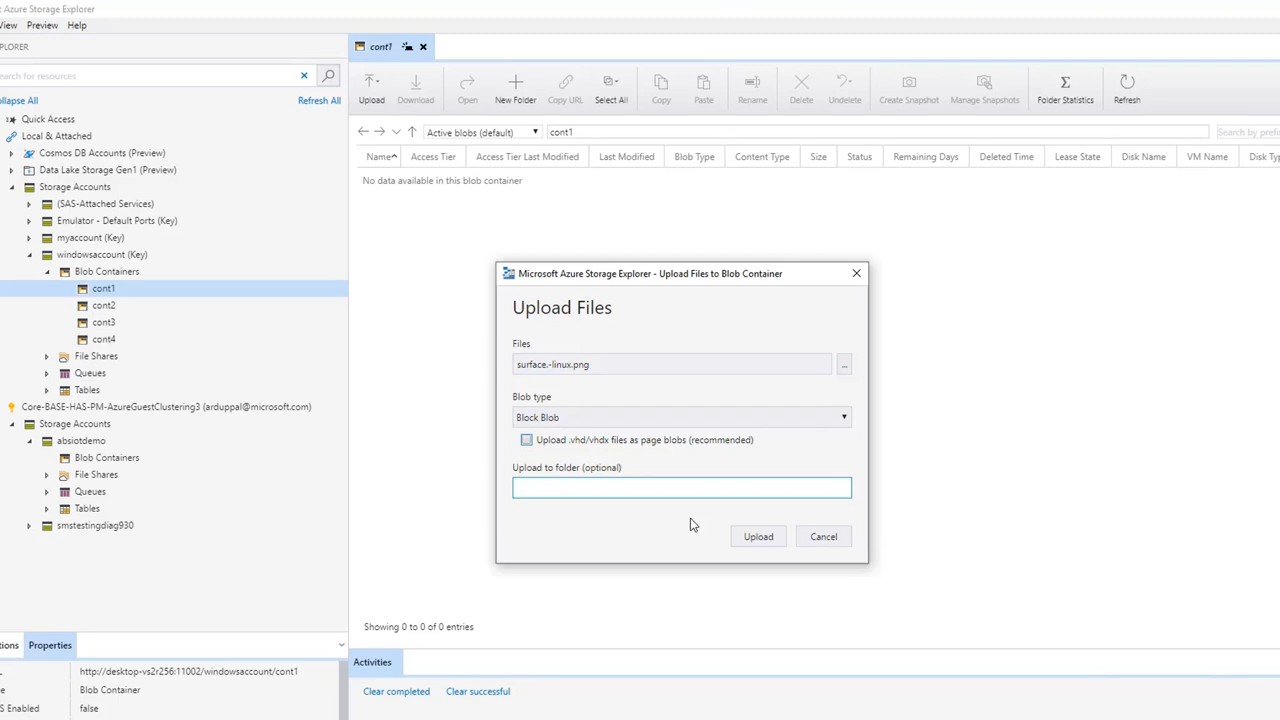 t Azure Storage Explorer
View Preview Help
PLORER
earch for resources
ollapse All Refresh All
Quick Access
Local & Attached
Cosmos DB Accounts (Preview)
Data Lake Storage Gen1 (Preview)
Storage Accounts
(SAS-Attached Services)
Emulator - Default Ports (Key)
myaccount (Key)
windowsaccount (Key)
Blob Containers
cont1
cont2
cont3
cont4
File Shares
Queues
Tables
Core-BASE-HAS-PM-AzureGuestClustering3 (arduppal@microsoft.com)
Storage Accounts
absiotdemo
Blob Containers
File Shares
Queues
Tables
smstestingdiag930
tions Properties
L http://desktop-vs2r256:11002/windowsaccount/cont1
e Blob Container
S Enabled false
cont1
Upload Download Open New Folder Copy URL Select All Copy Paste Rename Delete Undelete Create Snapshot Manage Snapshots Folder Statistics Refresh
Active blobs (default) cont1 Search by prefi
Name Access Tier Access Tier Last Modified Last Modified Blob Type Content Type Size Status Remaining Days Deleted Time Lease State Disk Name VM Name Disk Typ
No data available in this blob container
Microsoft Azure Storage Explorer - Upload Files to Blob Container
Upload Files
Files
surface.-linux.png ...
Blob type
Block Blob
Upload .vhd/vhdx files as page blobs (recommended)
Upload to folder (optional)
Upload Cancel
Showing 0 to 0 of 0 entries
Activities
Clear completed Clear successful